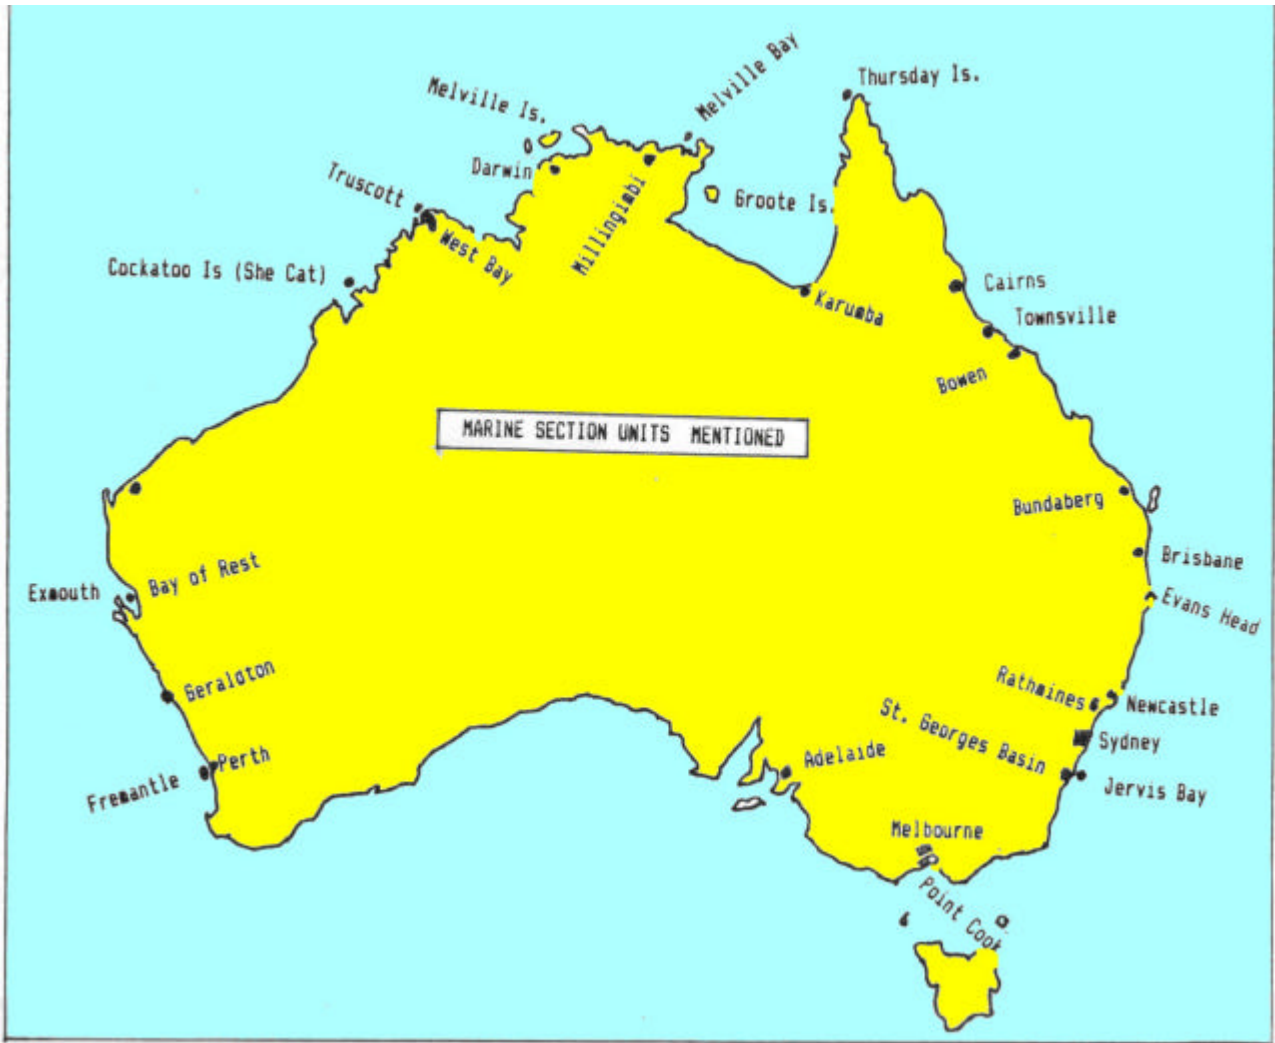 Thursday Is.
Melville Bay
Melville Is.
Darwin
Millingimbi
Groote Is.
Truscott
West Bay
Cockatoo Is (She Cat)
Karumba
Cairns
Townsville
Bowen
MARINE SECTION UNITS MENTIONED
Bundaberg
Brisbane
Evans Head
Exmouth
Bay of Rest
Geraldton
Perth
Fremantle
Rathmines
Newcastle
St. Georges Basin
Sydney
Jervis Bay
Adelaide
Melbourne
Point Cook